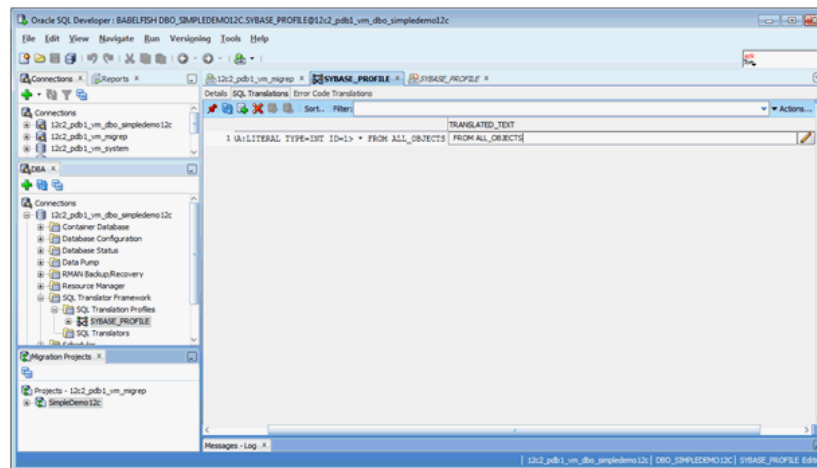 Oracle SQL Developer : BABELFISH DBO_SIMPLEDEMO12C.SYBASE_PROFILE@12c2_pdb1_vm_dbo_simpledemo12c
File Edit View Navigate Run Versioning Tools Help
Connections Reports
12c2_pdb1_vm_migrep SYBASE_PROFILE SYBASE_PROFILE
Details SQL Translations Error Code Translations
Sort.. Filter: Actions...
TRANSLATED_TEXT
1 <A:LITERAL TYPE=INT ID=1> * FROM ALL_OBJECTS FROM ALL_OBJECTS
Connections
12c2_pdb1_vm_dbo_simpledemo12c
12c2_pdb1_vm_migrep
12c2_pdb1_vm_system
DBA
Connections
12c2_pdb1_vm_dbo_simpledemo12c
Container Database
Database Configuration
Database Status
Data Pump
RMAN Backup/Recovery
Resource Manager
SQL Translator Framework
SQL Translation Profiles
SYBASE_PROFILE
SQL Translators
Migration Projects
Projects - 12c2_pdb1_vm_migrep
SimpleDemo12c
Messages - Log
12c2_pdb1_vm_dbo_simpledemo12c DBO_SIMPLEDEMO12C SYBASE_PROFILE